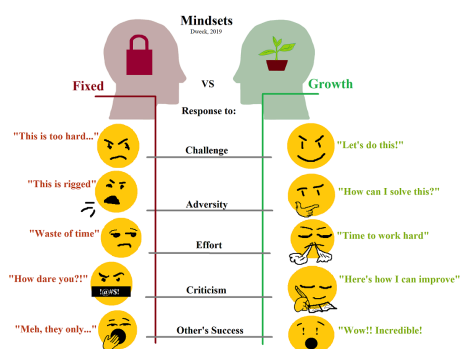 Mindsets
Dweck, 2019
Fixed
VS
Growth
Response to:
"This is too hard..."
Challenge
"Let's do this!"
"This is rigged"
Adversity
"How can I solve this?"
"Waste of time"
Effort
"Time to work hard"
"How dare you?!"
!@#$!
Criticism
"Here's how I can improve"
"Meh, they only..."
Other's Success
"Wow!! Incredible!